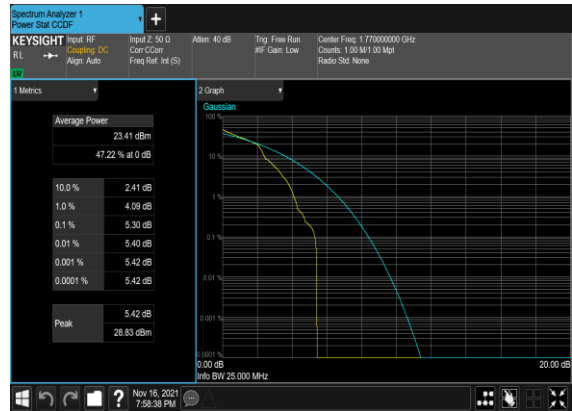 Spectrum Analyzer 1
Power Stat CCDF
KEYSIGHT
RL
Input: RF
Coupling: DC
Align: Auto
Input Z: 50 Ω
Corr CCorr
Freq Ref: Int (S)
Atten: 40 dB
Trig: Free Run
#IF Gain: Low
Center Freq: 1.770000000 GHz
Counts: 1.00 M/1.00 Mpt
Radio Std: None
1 Metrics
Average Power
23.41 dBm
47.22 % at 0 dB
10.0 % 2.41 dB
1.0 % 4.09 dB
0.1 % 5.30 dB
0.01 % 5.40 dB
0.001 % 5.42 dB
0.0001 % 5.42 dB
Peak
5.42 dB
28.83 dBm
2 Graph
Gaussian
100 %
10 %
1 %
0.1 %
0.01 %
0.001 %
0.0001 %
0.00 dB
20.00 dB
Info BW 25.000 MHz
?
Nov 16, 2021
7:58:38 PM